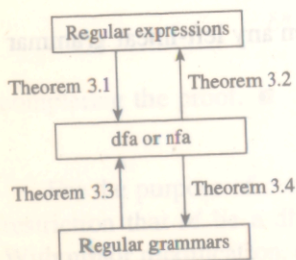 Regular expressions
Theorem 3.1
Theorem 3.2
dfa or nfa
Theorem 3.3
Theorem 3.4
Regular grammars